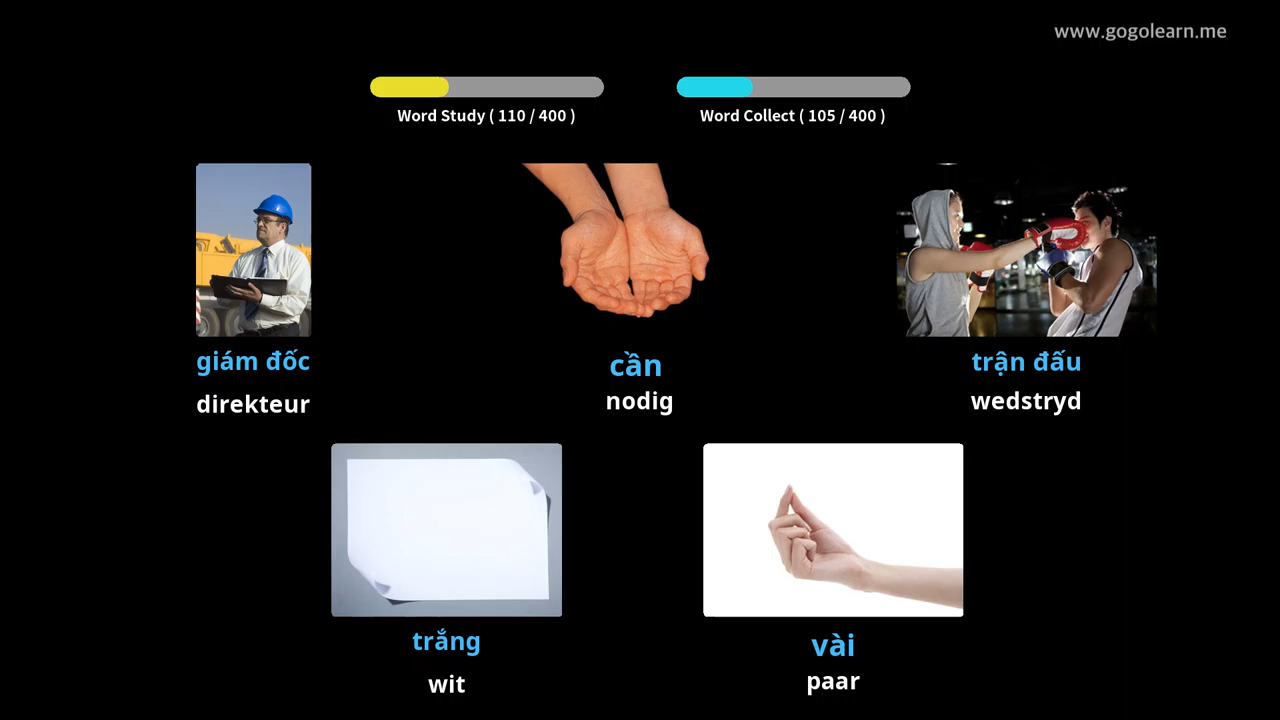 www.gogolearn.me
Word Study ( 110 / 400 )
Word Collect ( 105 / 400 )
giám đốc
direkteur
cần
nodig
trận đấu
wedstryd
trắng
wit
vài
paar